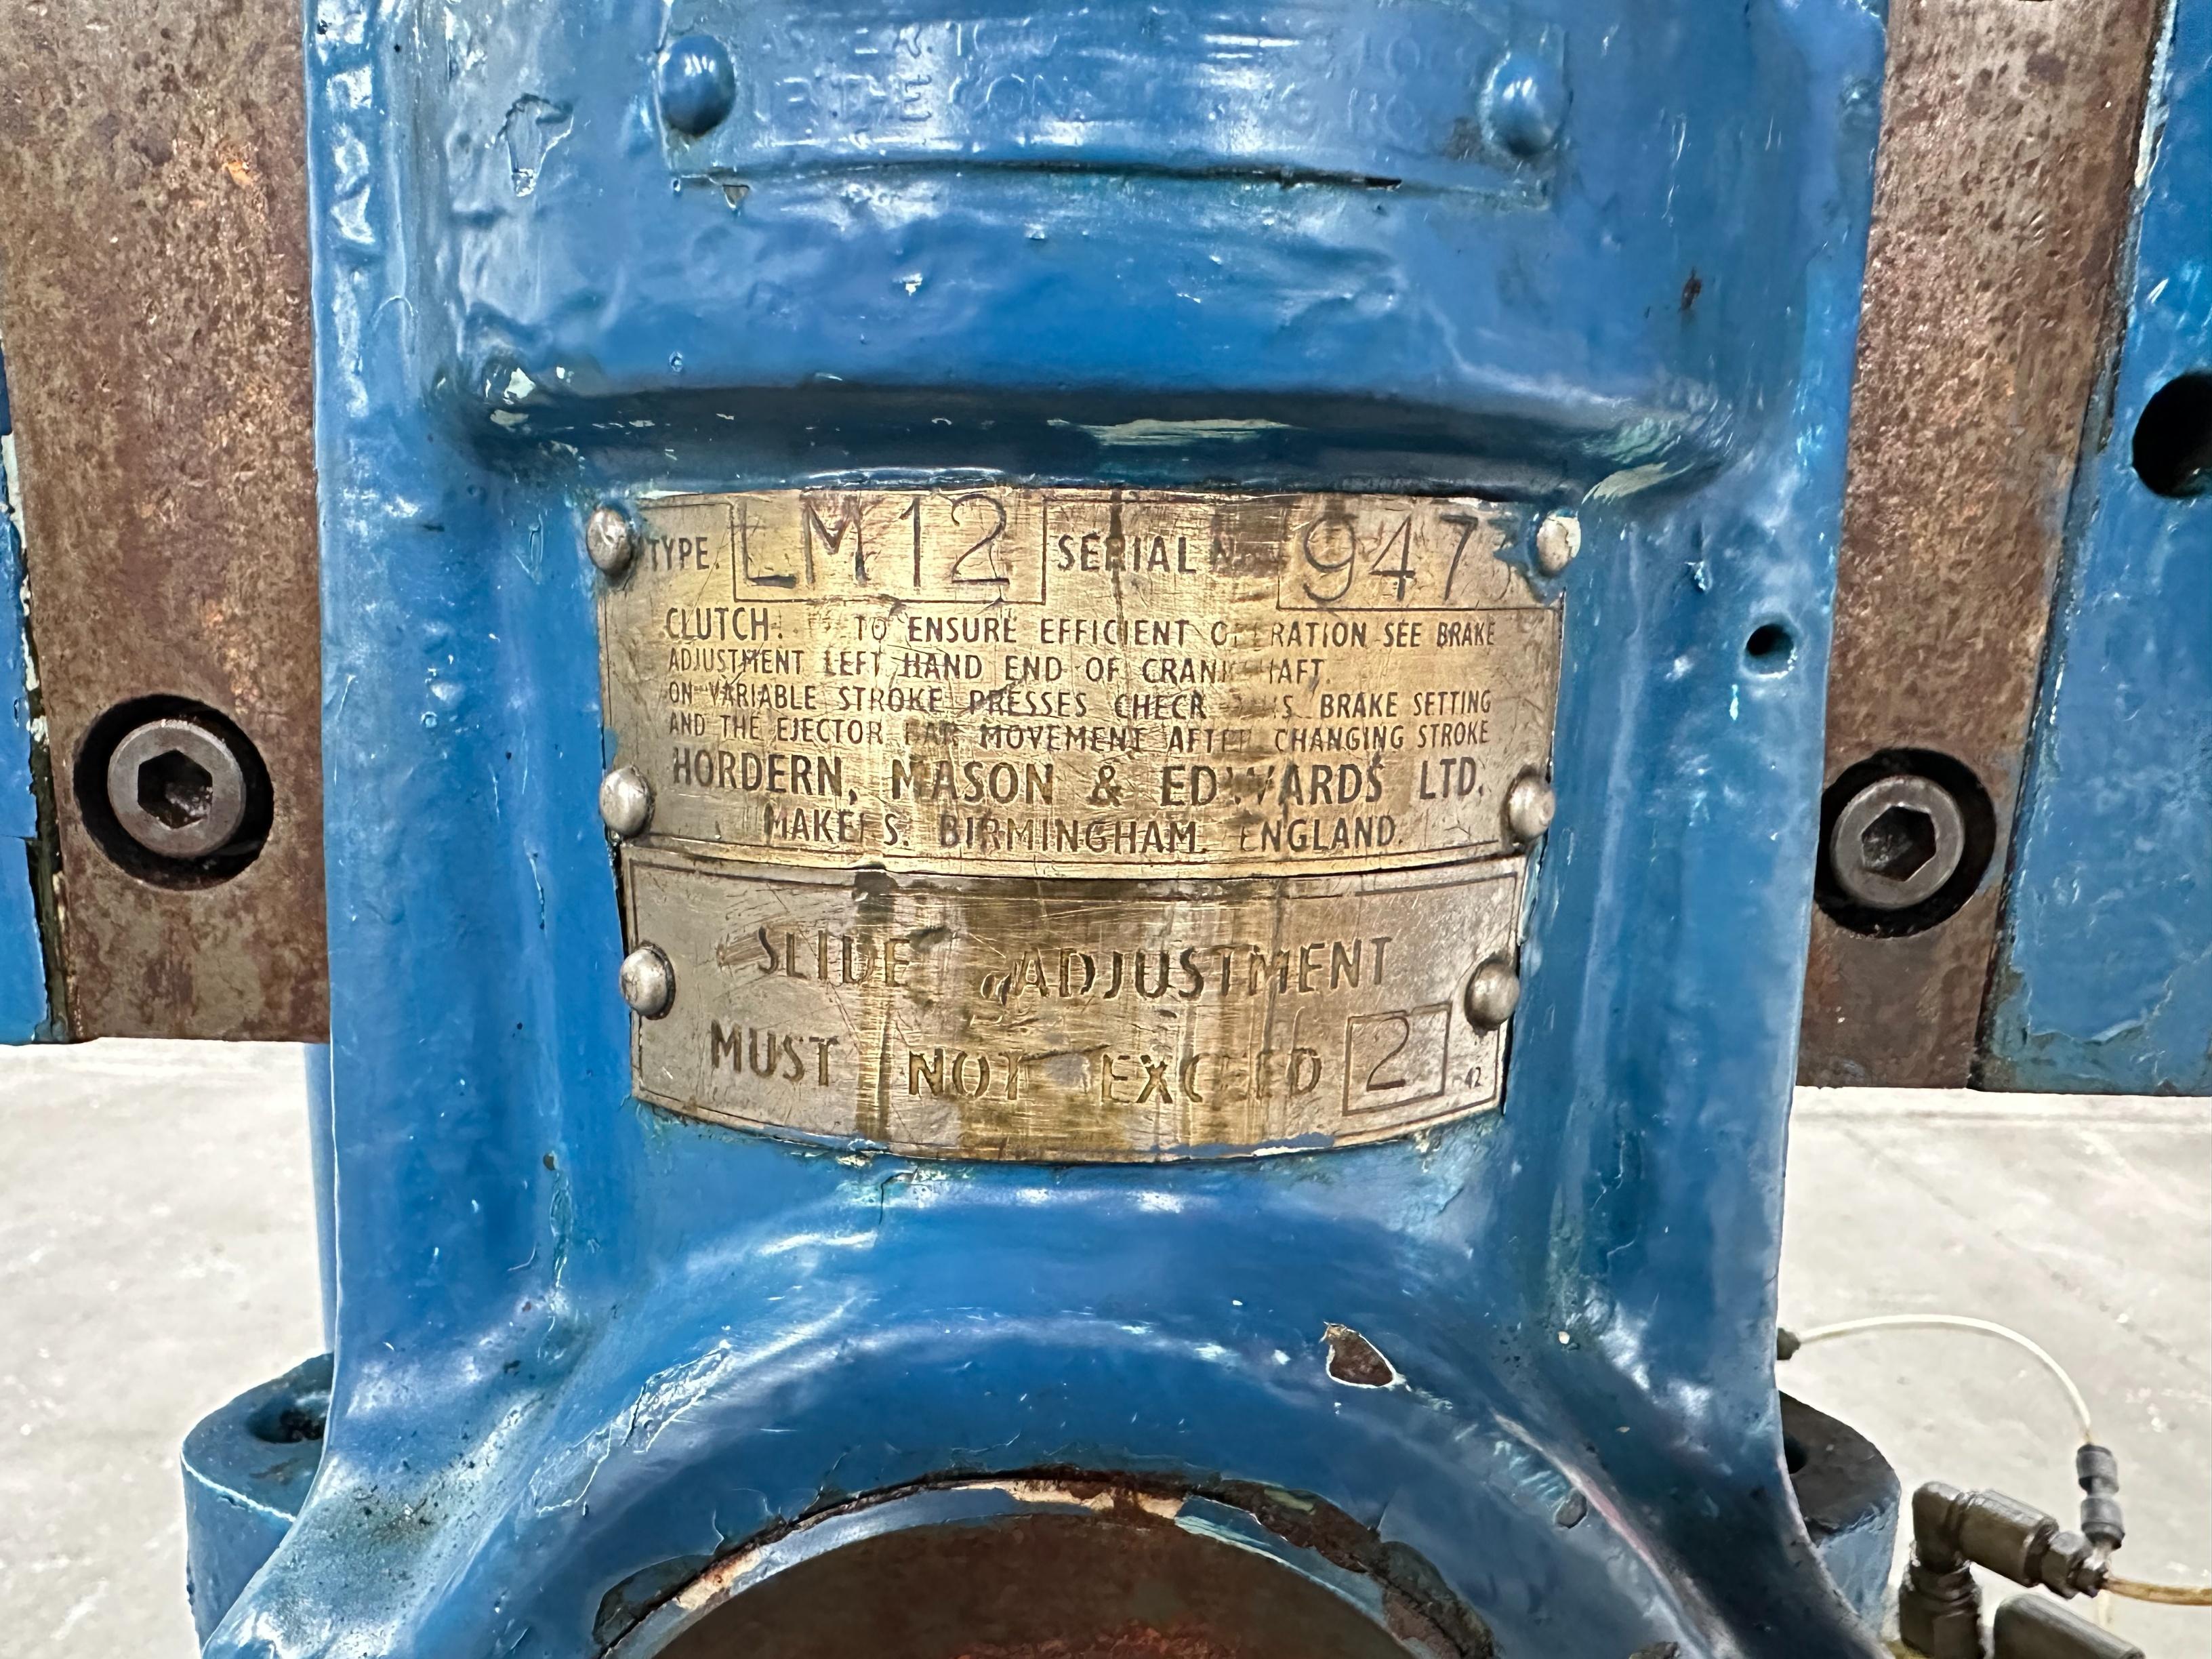 TYPE. LM12 SERIAL 9473
CLUTCH. TO ENSURE EFFICIENT OPERATION SEE BRAKE
ADJUSTMENT LEFT HAND END OF CRANKSHAFT.
ON VARIABLE STROKE PRESSES CHECK THIS BRAKE SETTING
AND THE EJECTOR BAR MOVEMENT AFTER CHANGING STROKE
HORDERN, MASON & EDWARDS LTD.
MAKERS. BIRMINGHAM. ENGLAND.
SLIDE ADJUSTMENT
MUST NOT EXCEED 2